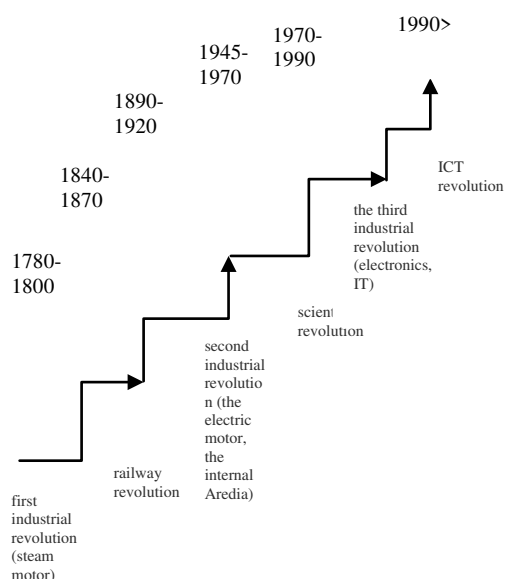 1990>
1970-
1990
1945-
1970
1890-
1920
1840-
1870
1780-
1800
ICT
revolution
the third
industrial
revolution
(electronics,
IT)
revolution
second
industrial
revolutio
n (the
electric
motor,
the
internal
Aredia)
railway
revolution
first
industrial
revolution
(steam
motor)